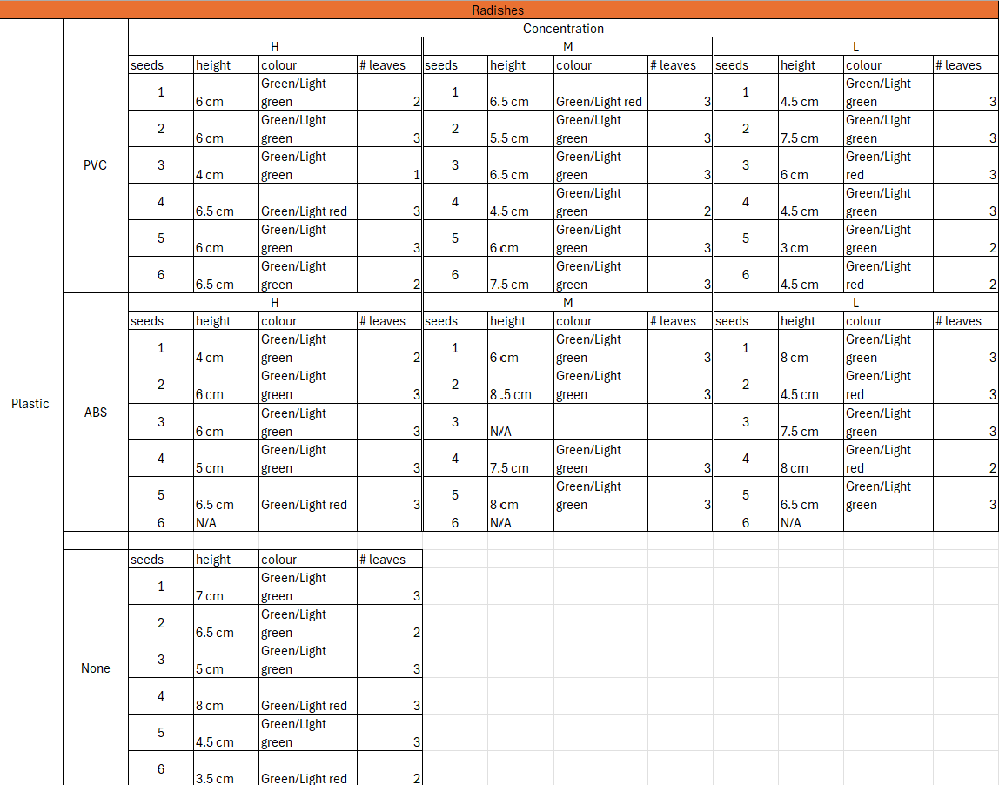 Radishes
Concentration
H M L
seeds height colour # leaves seeds height colour # leaves seeds height colour # leaves
1 6 cm Green/Light green 2 1 6.5 cm Green/Light red 3 1 4.5 cm Green/Light green 3
2 6 cm Green/Light green 3 2 5.5 cm Green/Light green 3 2 7.5 cm Green/Light green 3
PVC 3 4 cm Green/Light green 1 3 6.5 cm Green/Light green 3 3 6 cm Green/Light red 3
4 6.5 cm Green/Light red 3 4 4.5 cm Green/Light green 2 4 4.5 cm Green/Light green 3
5 6 cm Green/Light green 3 5 6 cm Green/Light green 3 5 3 cm Green/Light green 2
6 6.5 cm Green/Light green 2 6 7.5 cm Green/Light green 3 6 4.5 cm Green/Light red 2
H M L
seeds height colour # leaves seeds height colour # leaves seeds height colour # leaves
1 4 cm Green/Light green 2 1 6 cm Green/Light green 3 1 8 cm Green/Light green 3
2 6 cm Green/Light green 3 2 8 .5 cm Green/Light green 3 2 4.5 cm Green/Light red 3
Plastic ABS 3 6 cm Green/Light green 3 3 N/A 3 7.5 cm Green/Light green 3
4 5 cm Green/Light green 3 4 7.5 cm Green/Light green 3 4 8 cm Green/Light red 2
5 6.5 cm Green/Light red 3 5 8 cm Green/Light green 3 5 6.5 cm Green/Light green 3
6 N/A 6 N/A 6 N/A
seeds height colour # leaves
1 7 cm Green/Light green 3
2 6.5 cm Green/Light green 2
None 3 5 cm Green/Light green 3
4 8 cm Green/Light red 3
5 4.5 cm Green/Light green 3
6 3.5 cm Green/Light red 2